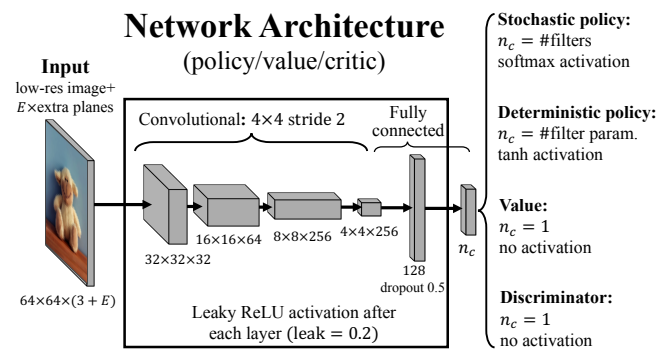 Network Architecture
(policy/value/critic)
Input
low-res image+
E×extra planes
64×64×(3 + E)
Convolutional: 4×4 stride 2
Fully
connected
32×32×32
16×16×64
8×8×256
4×4×256
128
dropout 0.5
n_c
Leaky ReLU activation after
each layer (leak = 0.2)
Stochastic policy:
n_c = #filters
softmax activation
Deterministic policy:
n_c = #filter param.
tanh activation
Value:
n_c = 1
no activation
Discriminator:
n_c = 1
no activation